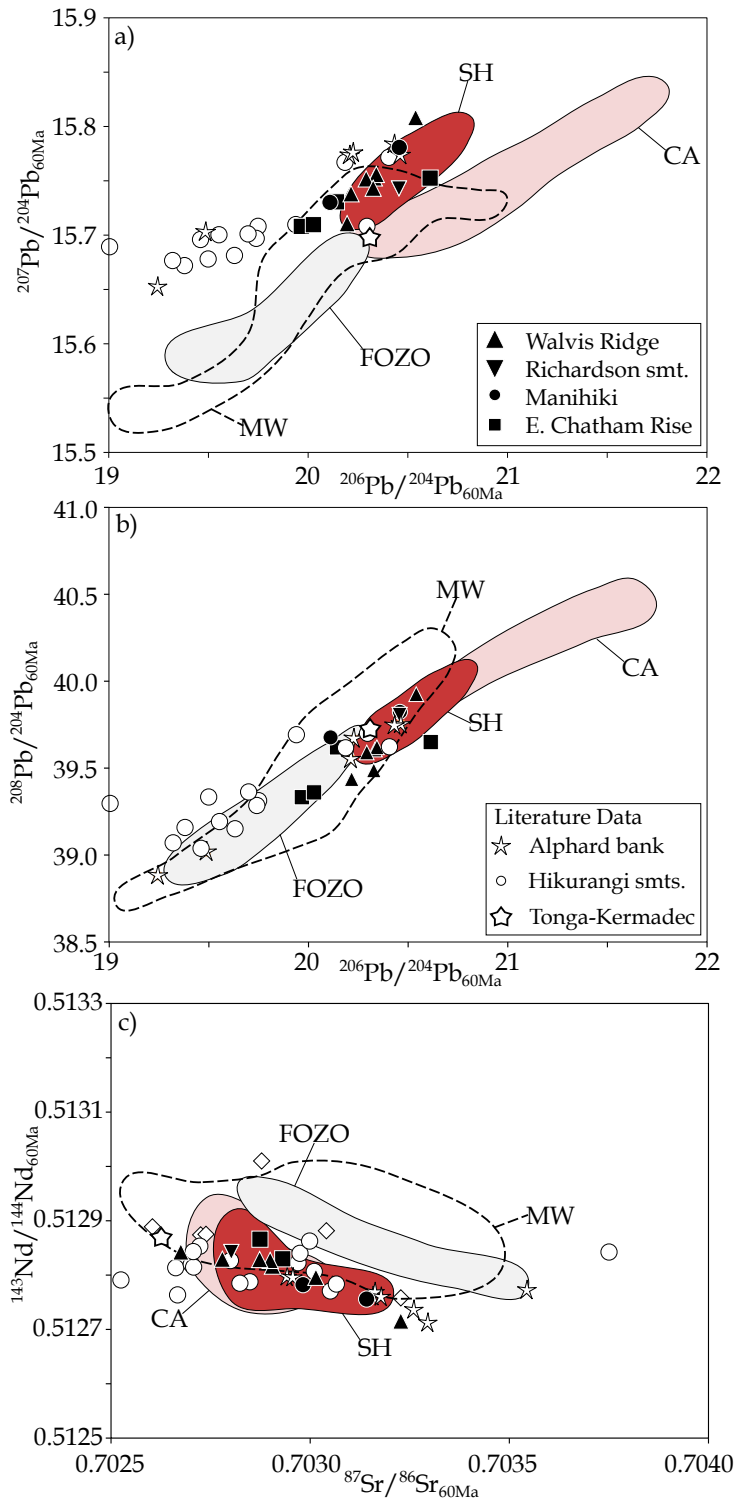 a)
15.9
15.8
15.7
15.6
15.5
²⁰⁷Pb/²⁰⁴Pb₆₀Ma
SH
CA
FOZO
MW
Walvis Ridge
Richardson smt.
Manihiki
E. Chatham Rise
19 20 21 22
²⁰⁶Pb/²⁰⁴Pb₆₀Ma
b)
41.0
40.5
40.0
39.5
39.0
38.5
²⁰⁸Pb/²⁰⁴Pb₆₀Ma
MW
CA
SH
FOZO
Literature Data
Alphard bank
Hikurangi smts.
Tonga-Kermadec
19 20 21 22
²⁰⁶Pb/²⁰⁴Pb₆₀Ma
c)
0.5133
0.5131
0.5129
0.5127
0.5125
¹⁴³Nd/¹⁴⁴Nd₆₀Ma
FOZO
MW
CA
SH
0.7025 0.7030 0.7035 0.7040
⁸⁷Sr/⁸⁶Sr₆₀Ma